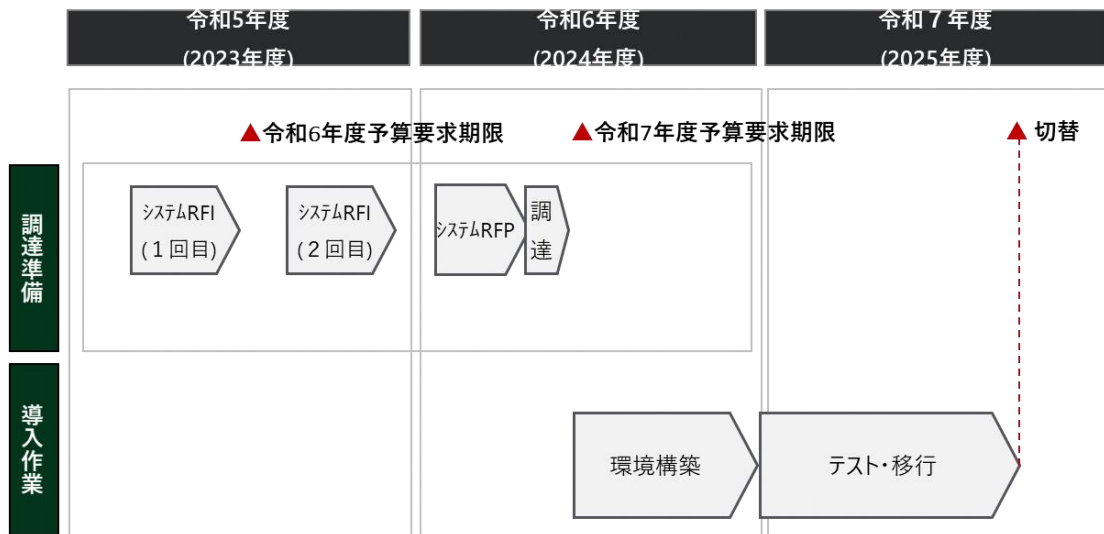 令和5年度
(2023年度)
令和6年度
(2024年度)
令和７年度
(2025年度)
▲令和6年度予算要求期限
▲令和7年度予算要求期限
▲ 切替
調達準備
システムRFI
(１回目)
システムRFI
(２回目)
システムRFP
調
達
導入作業
環境構築
テスト・移行